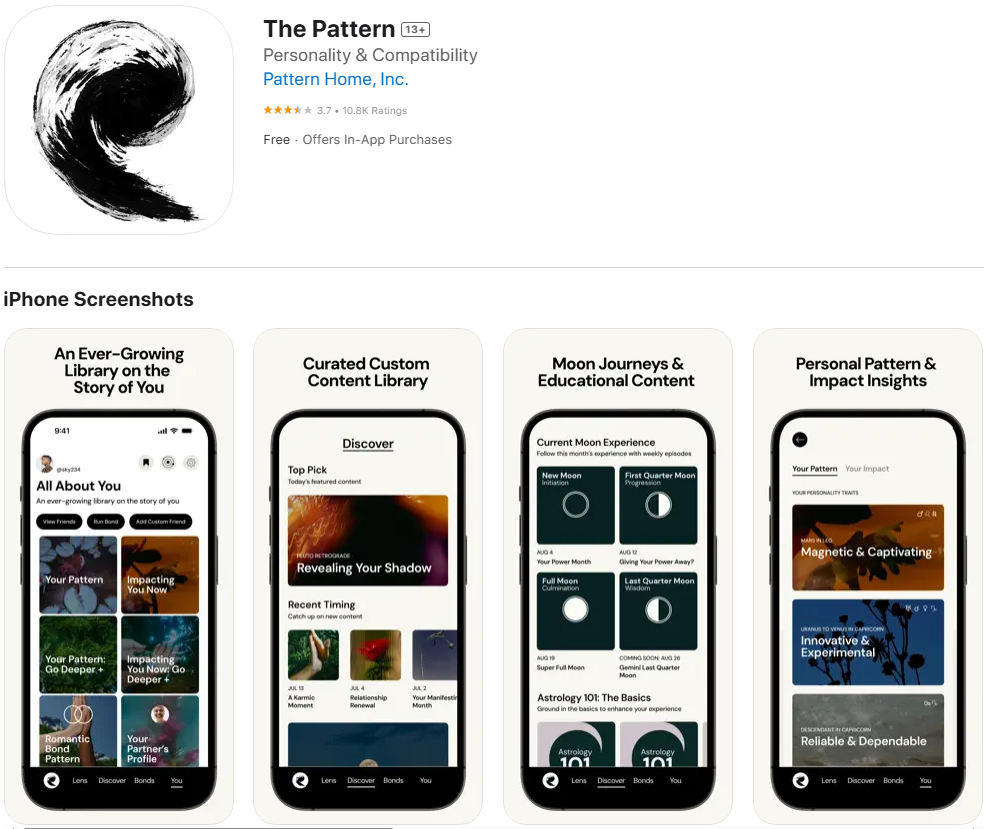 The Pattern 13+
Personality & Compatibility
Pattern Home, Inc.
3.7 • 10.8K Ratings
Free · Offers In-App Purchases
iPhone Screenshots
An Ever-Growing
Library on the
Story of You
9:41
@sky234
All About You
An ever-growing library on the story of you
View Friends
Run Bond
Add Custom Friend
Your Pattern
Impacting
You Now
Your Pattern:
Go Deeper +
Impacting
You Now: Go
Deeper +
Romantic
Bond
Pattern
Your
Partner's
Profile
Lens Discover Bonds You
Curated Custom
Content Library
Discover
Top Pick
Today's featured content
PLUTO RETROGRADE
Revealing Your Shadow
Recent Timing
Catch up on new content
JUL 13
A Karmic
Moment
JUL 4
Relationship
Renewal
JUL 2
Your Manifestin
Month
Lens Discover Bonds You
Moon Journeys &
Educational Content
Current Moon Experience
Follow this month's experience with weekly episodes
New Moon
Initiation
First Quarter Moon
Progression
AUG 4
Your Power Month
AUG 12
Giving Your Power Away?
Full Moon
Culmination
Last Quarter Moon
Wisdom
AUG 19
Super Full Moon
COMING SOON: AUG 26
Gemini Last Quarter
Moon
Astrology 101: The Basics
Ground in the basics to enhance your experience
Astrology
101
Astrology
101
Lens Discover Bonds You
Personal Pattern &
Impact Insights
Your Pattern Your Impact
YOUR PERSONALITY TRAITS
MARS IN LEO
Magnetic & Captivating
URANUS TO VENUS IN CAPRICORN
Innovative &
Experimental
DESCENDANT IN CAPRICORN
Reliable & Dependable
Lens Discover Bonds You